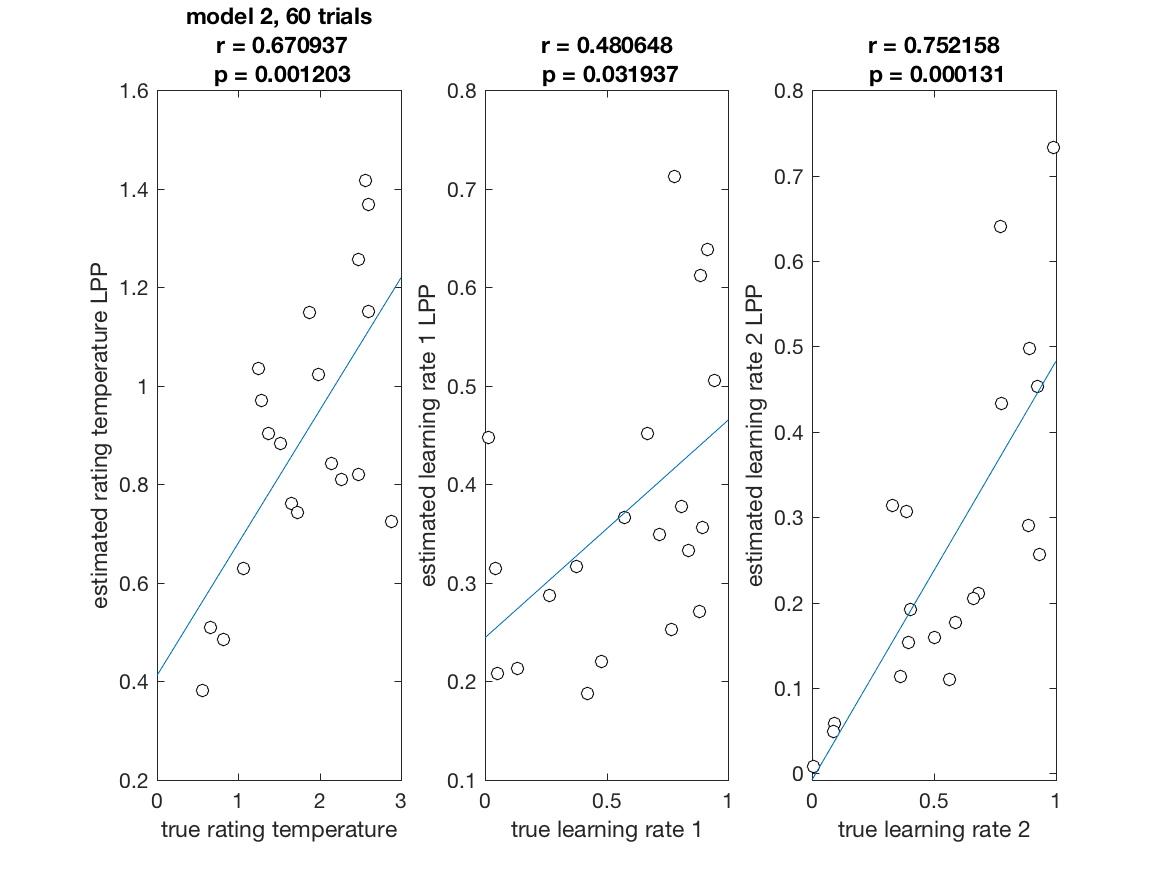 model 2, 60 trials
r = 0.670937
p = 0.001203
1.6
1.4
1.2
1
0.8
0.6
0.4
0.2
0
1
2
3
estimated rating temperature LPP
true rating temperature
r = 0.480648
p = 0.031937
0.8
0.7
0.6
0.5
0.4
0.3
0.2
0.1
0
0.5
1
estimated learning rate 1 LPP
true learning rate 1
r = 0.752158
p = 0.000131
0.8
0.7
0.6
0.5
0.4
0.3
0.2
0.1
0
0
0.5
1
estimated learning rate 2 LPP
true learning rate 2